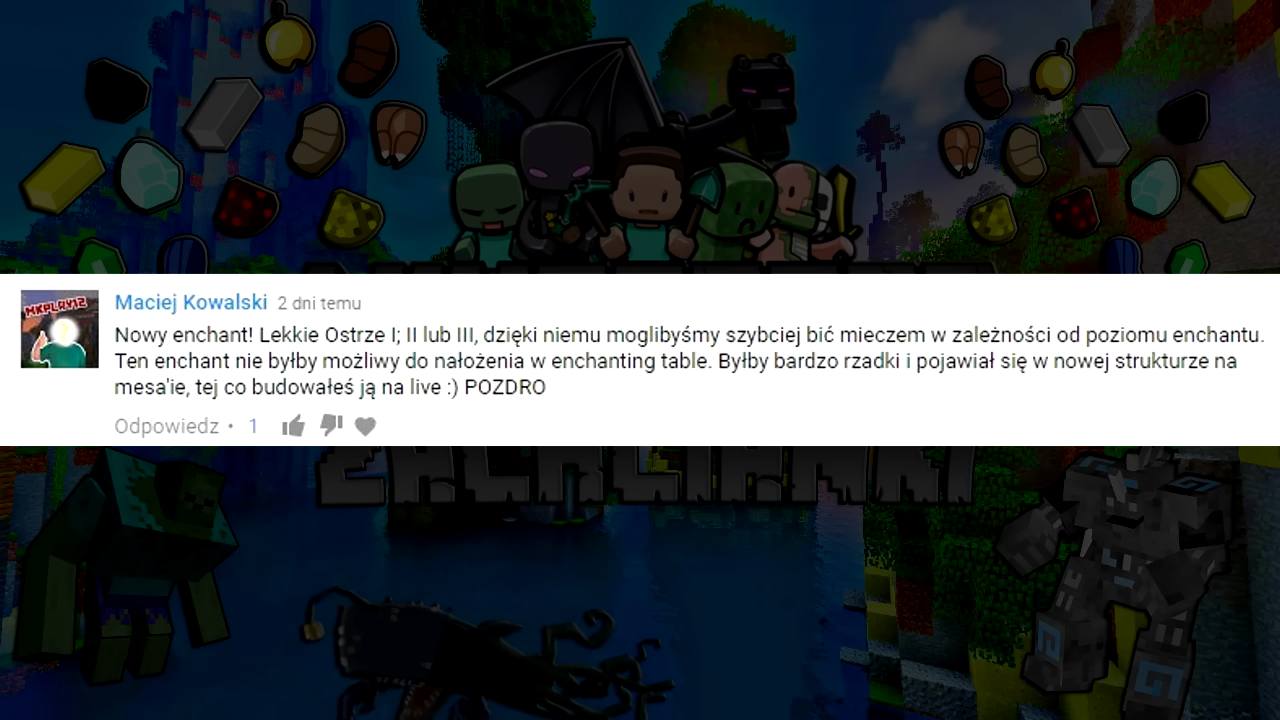 MKPLAY12
Maciej Kowalski 2 dni temu
Nowy enchant! Lekkie Ostrze I; II lub III, dzięki niemu moglibyśmy szybciej bić mieczem w zależności od poziomu enchantu.
Ten enchant nie byłby możliwy do nałożenia w enchanting table. Byłby bardzo rzadki i pojawiał się w nowej strukturze na
mesa'ie, tej co budowałeś ją na live :) POZDRO
Odpowiedz • 1